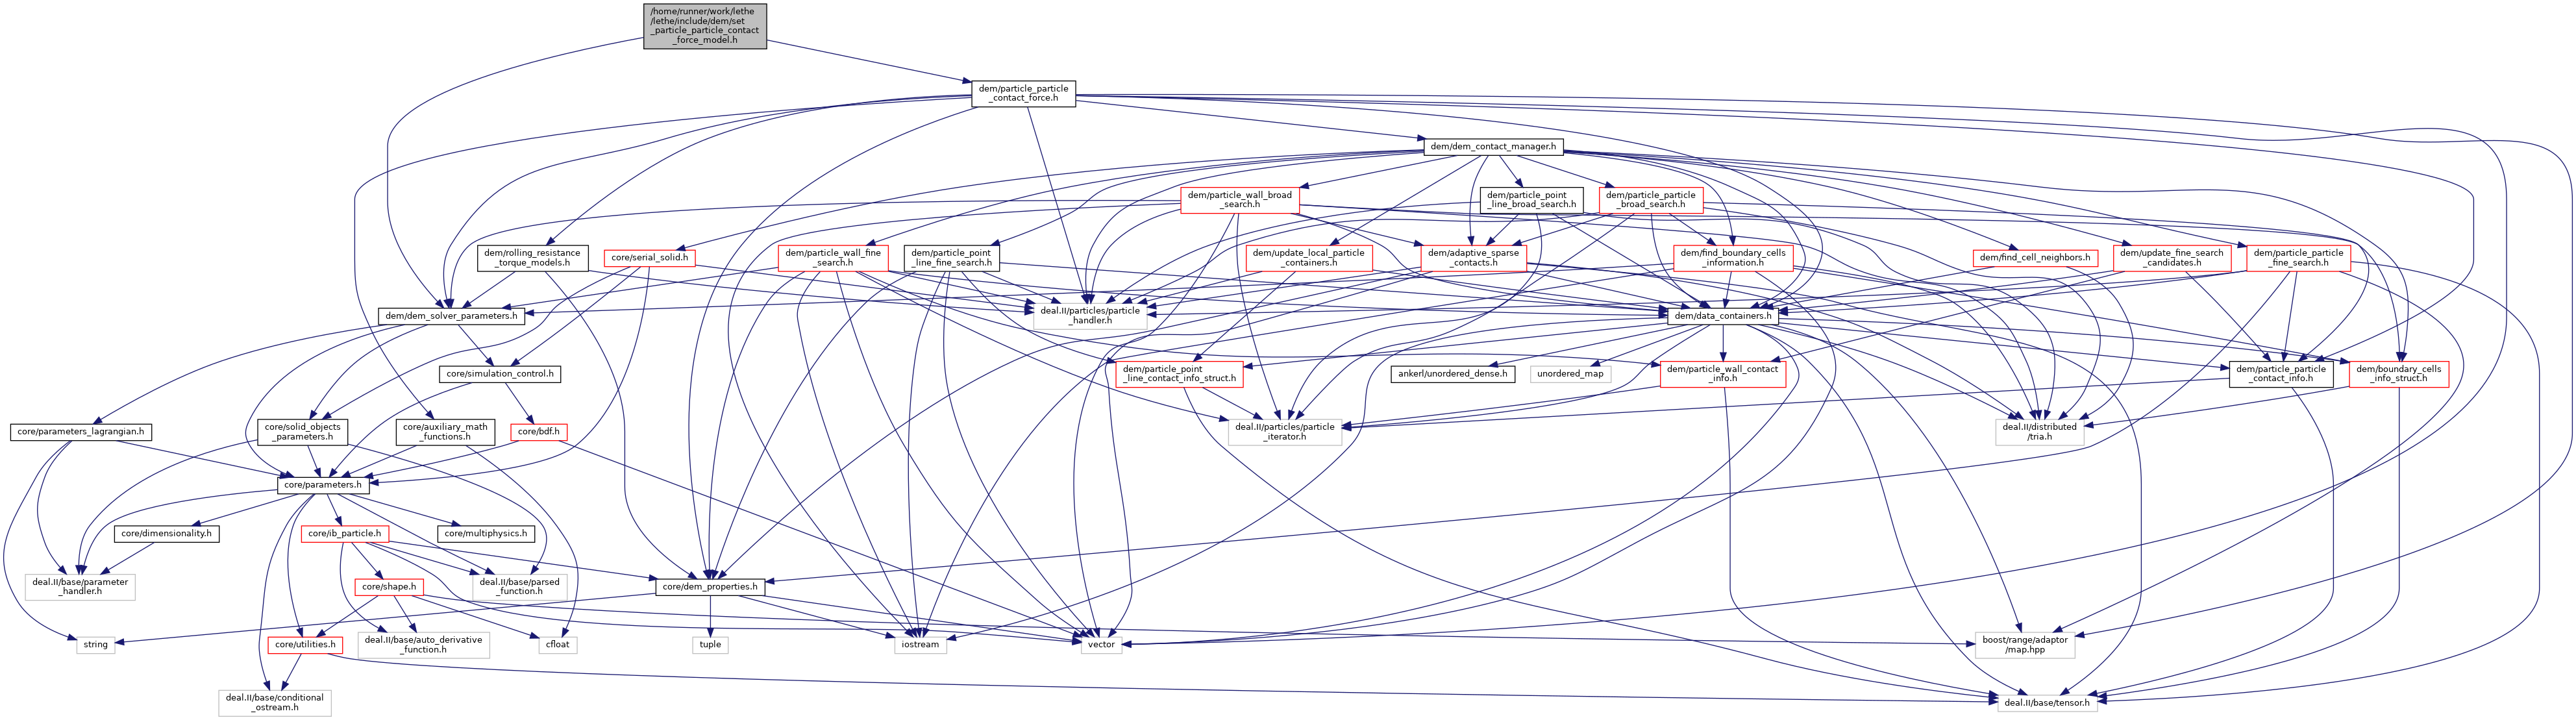 /home/runner/work/lethe
/lethe/include/dem/set
_particle_particle_contact
_force_model.h
dem/particle_particle
_contact_force.h
dem/dem_contact_manager.h
dem/particle_wall_broad
_search.h
dem/particle_point
_line_broad_search.h
dem/particle_particle
_broad_search.h
dem/rolling_resistance
_torque_models.h
core/serial_solid.h
dem/particle_wall_fine
_search.h
dem/particle_point
_line_fine_search.h
dem/update_local_particle
_containers.h
dem/adaptive_sparse
_contacts.h
dem/find_boundary_cells
_information.h
dem/find_cell_neighbors.h
dem/update_fine_search
_candidates.h
dem/particle_particle
_fine_search.h
dem/dem_solver_parameters.h
deal.II/particles/particle
_handler.h
dem/data_containers.h
core/simulation_control.h
dem/particle_point
_line_contact_info_struct.h
ankerl/unordered_dense.h
unordered_map
dem/particle_wall_contact
_info.h
dem/particle_particle
_contact_info.h
dem/boundary_cells
_info_struct.h
core/parameters_lagrangian.h
core/solid_objects
_parameters.h
core/auxiliary_math
_functions.h
core/bdf.h
deal.II/particles/particle
_iterator.h
deal.II/distributed
/tria.h
core/parameters.h
core/dimensionality.h
core/ib_particle.h
core/multiphysics.h
deal.II/base/parameter
_handler.h
core/shape.h
deal.II/base/parsed
_function.h
core/dem_properties.h
string
core/utilities.h
deal.II/base/auto_derivative
_function.h
cfloat
tuple
iostream
vector
boost/range/adaptor
/map.hpp
deal.II/base/conditional
_ostream.h
deal.II/base/tensor.h